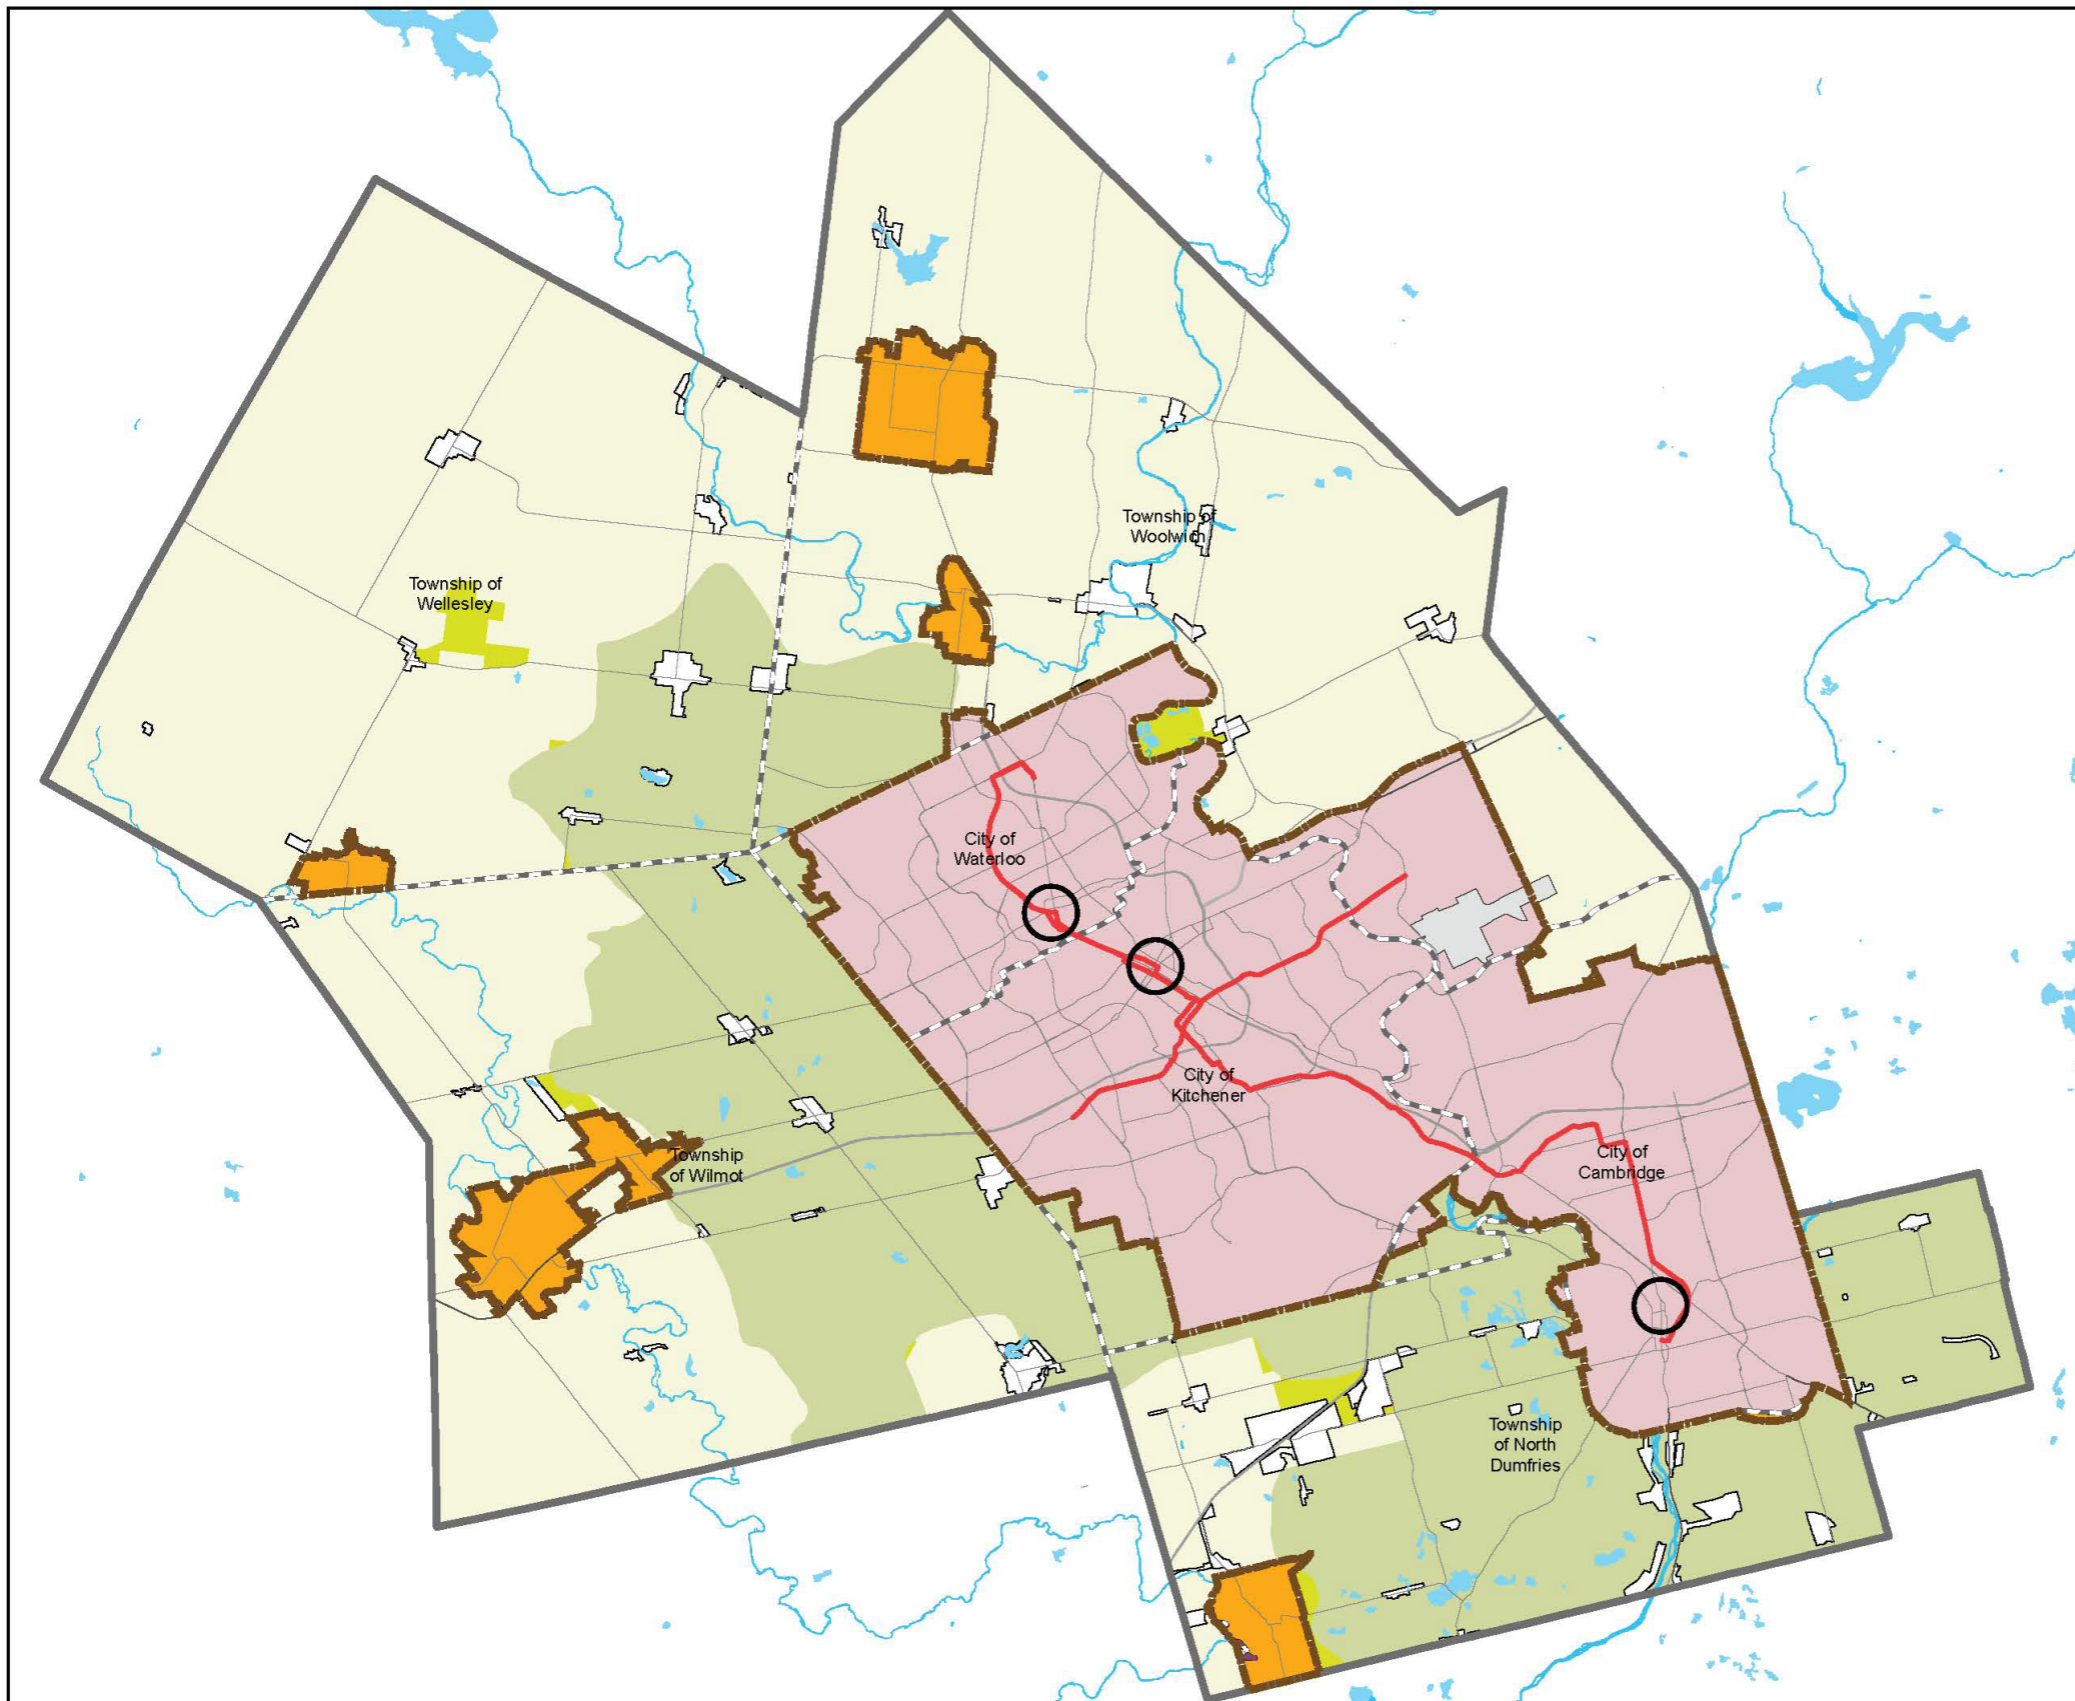 Township of
Woolwich
Township of
Wellesley
City of
Waterloo
City of
Kitchener
Township
of Wilmot
City of
Cambridge
Township
of North
Dumfries